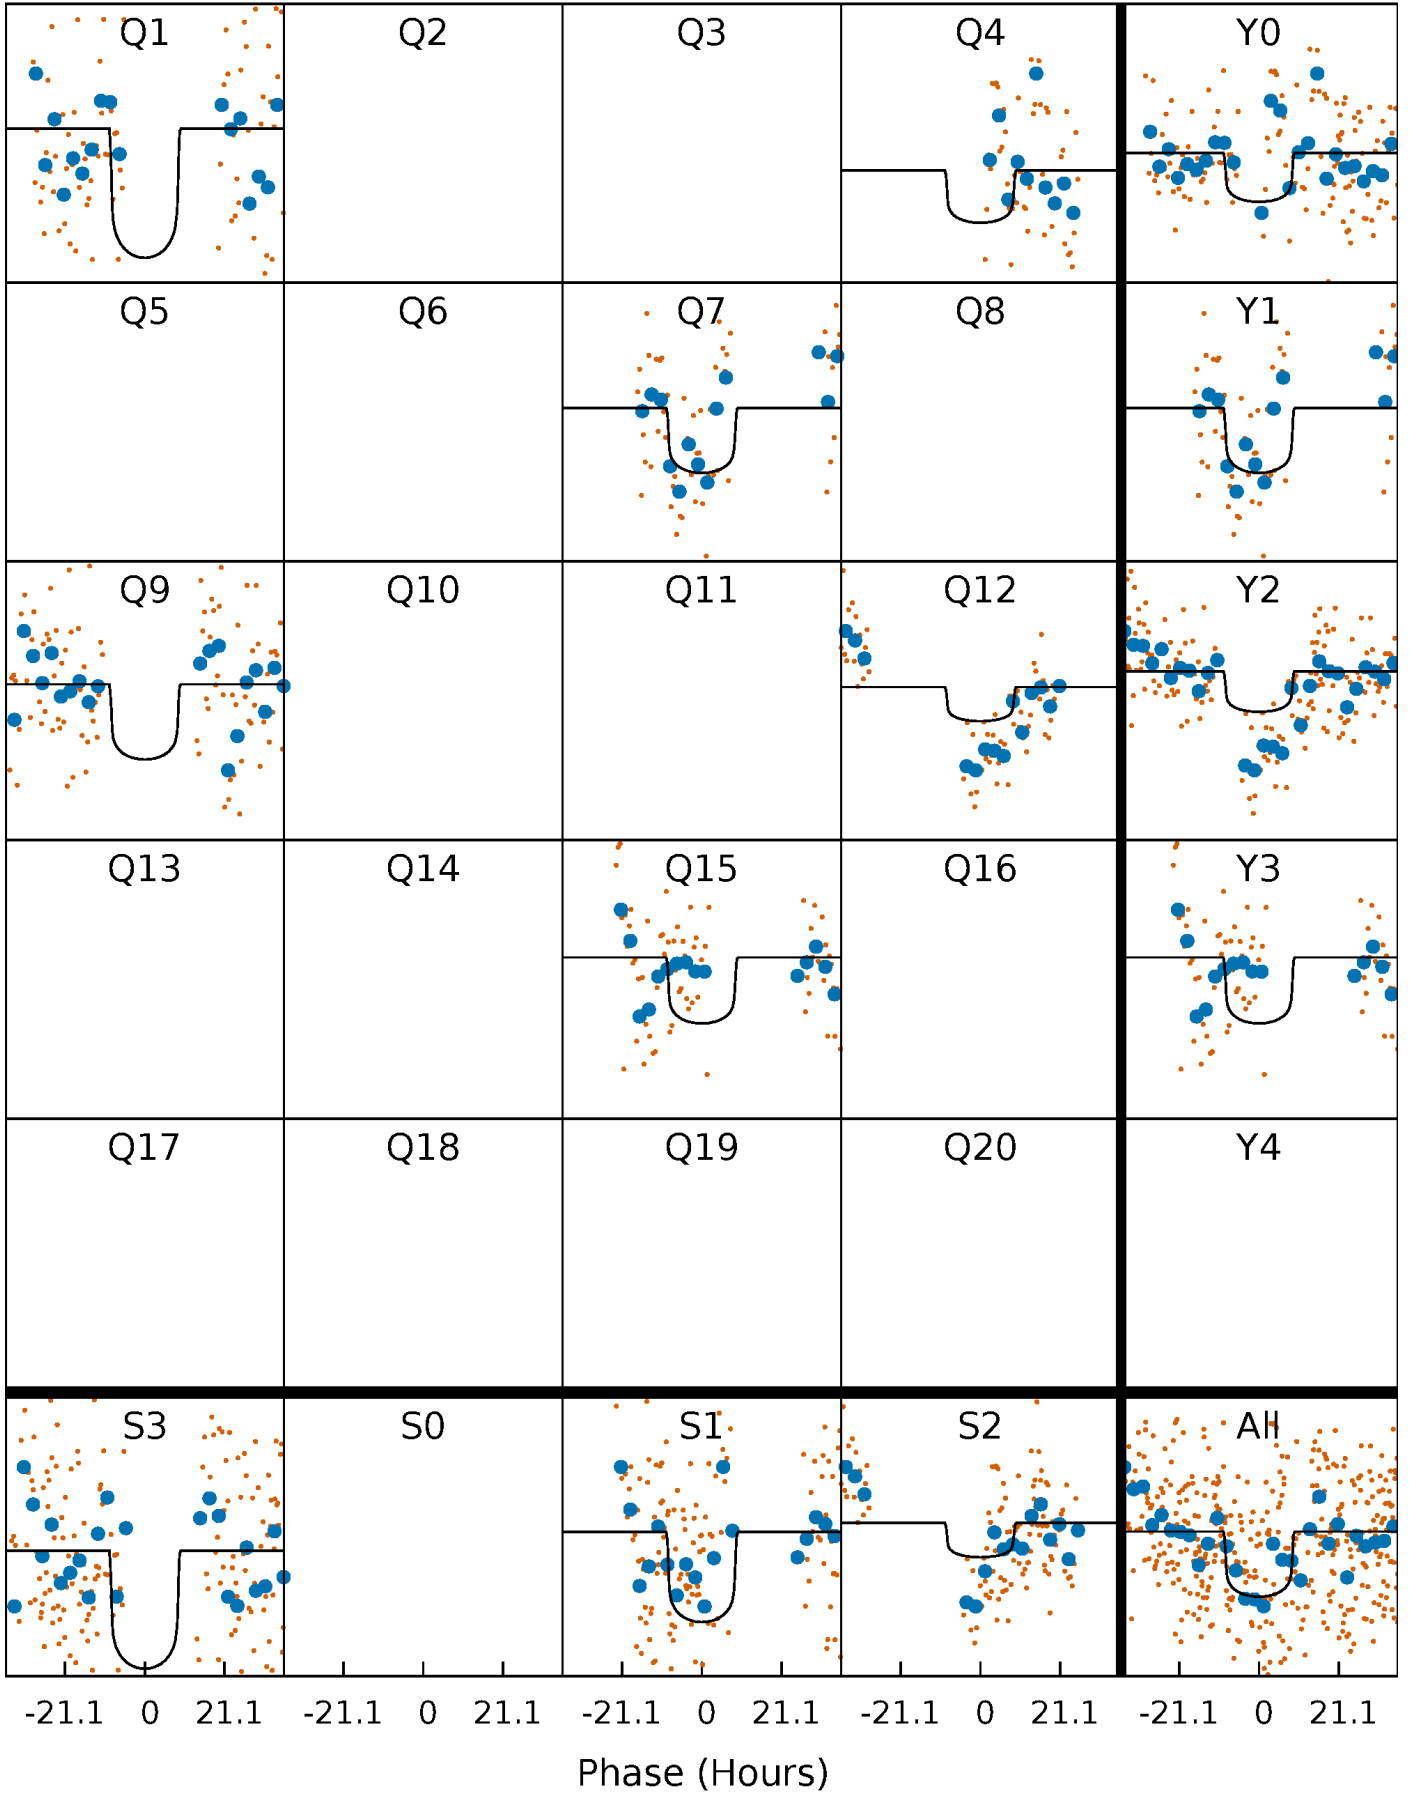 Q1 Q2 Q3 Q4 Y0
Q5 Q6 Q7 Q8 Y1
Q9 Q10 Q11 Q12 Y2
Q13 Q14 Q15 Q16 Y3
Q17 Q18 Q19 Q20 Y4
S3 S0 S1 S2 All
-21.1 0 21.1 -21.1 0 21.1 -21.1 0 21.1 -21.1 0 21.1 -21.1 0 21.1
Phase (Hours)